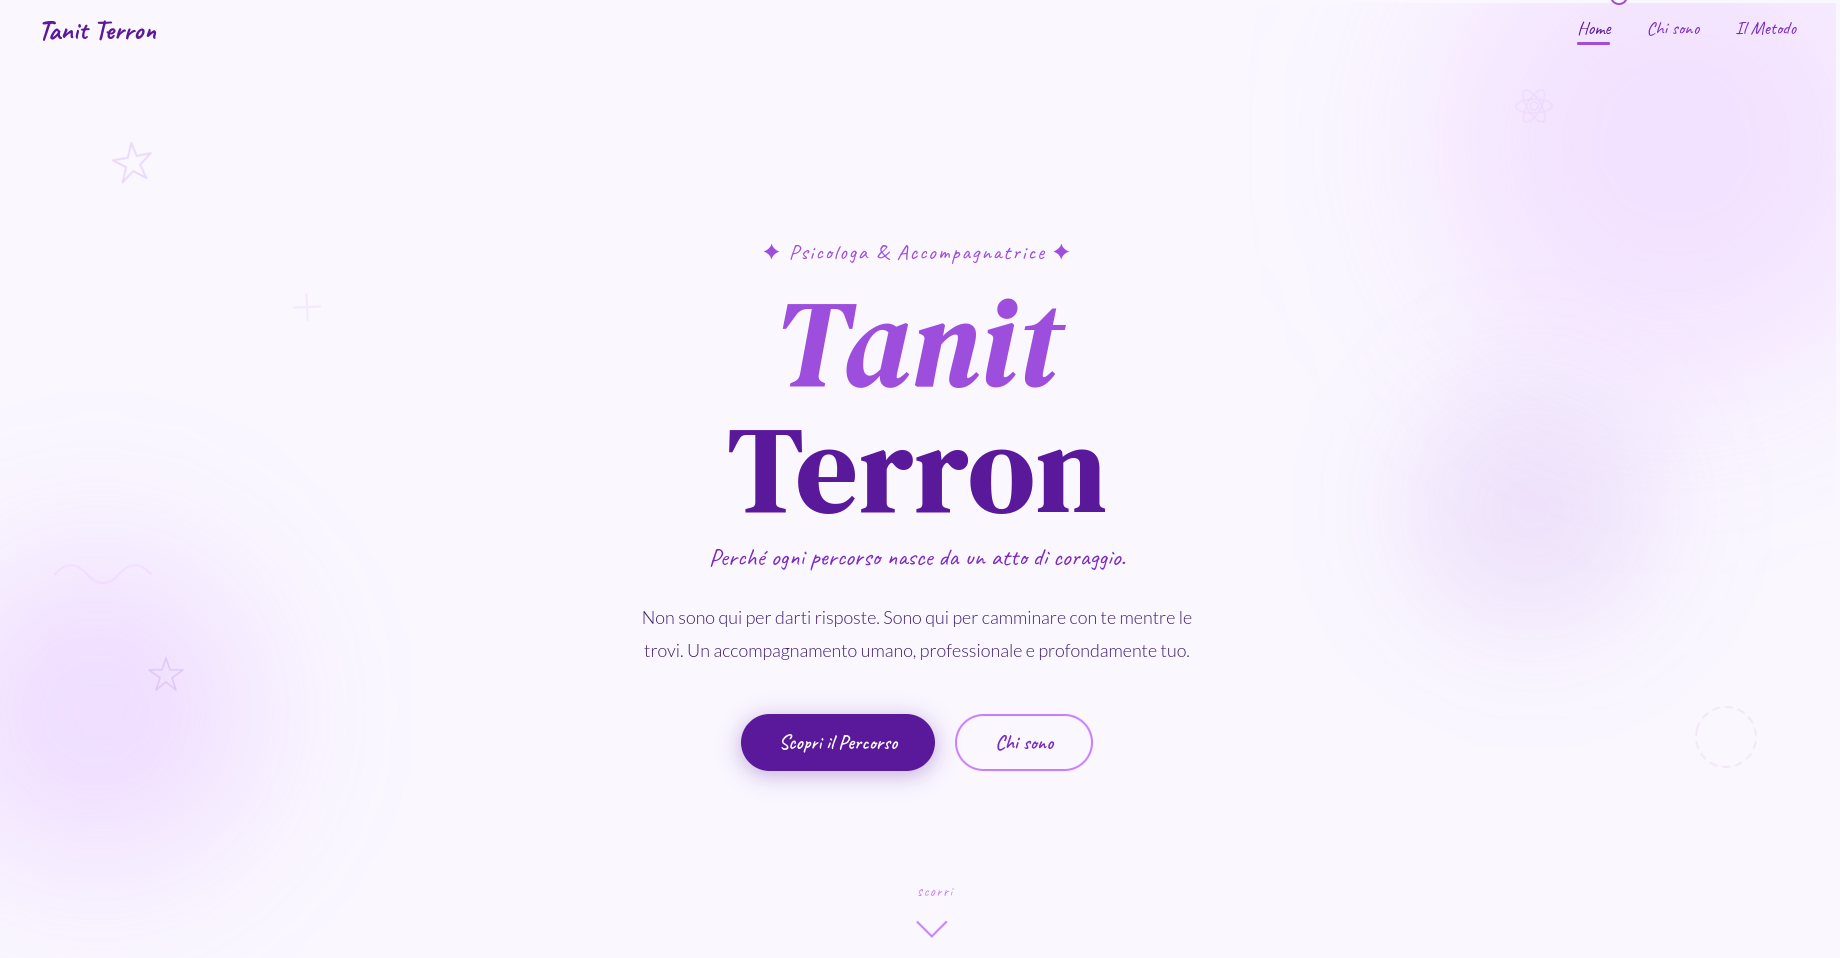 Tanit Terron
Home Chi sono Il Metodo
✦ Psicologa & Accompagnatrice ✦
Tanit
Terron
Perché ogni percorso nasce da un atto di coraggio.
Non sono qui per darti risposte. Sono qui per camminare con te mentre le
trovi. Un accompagnamento umano, professionale e profondamente tuo.
Scopri il Percorso
Chi sono
scorri